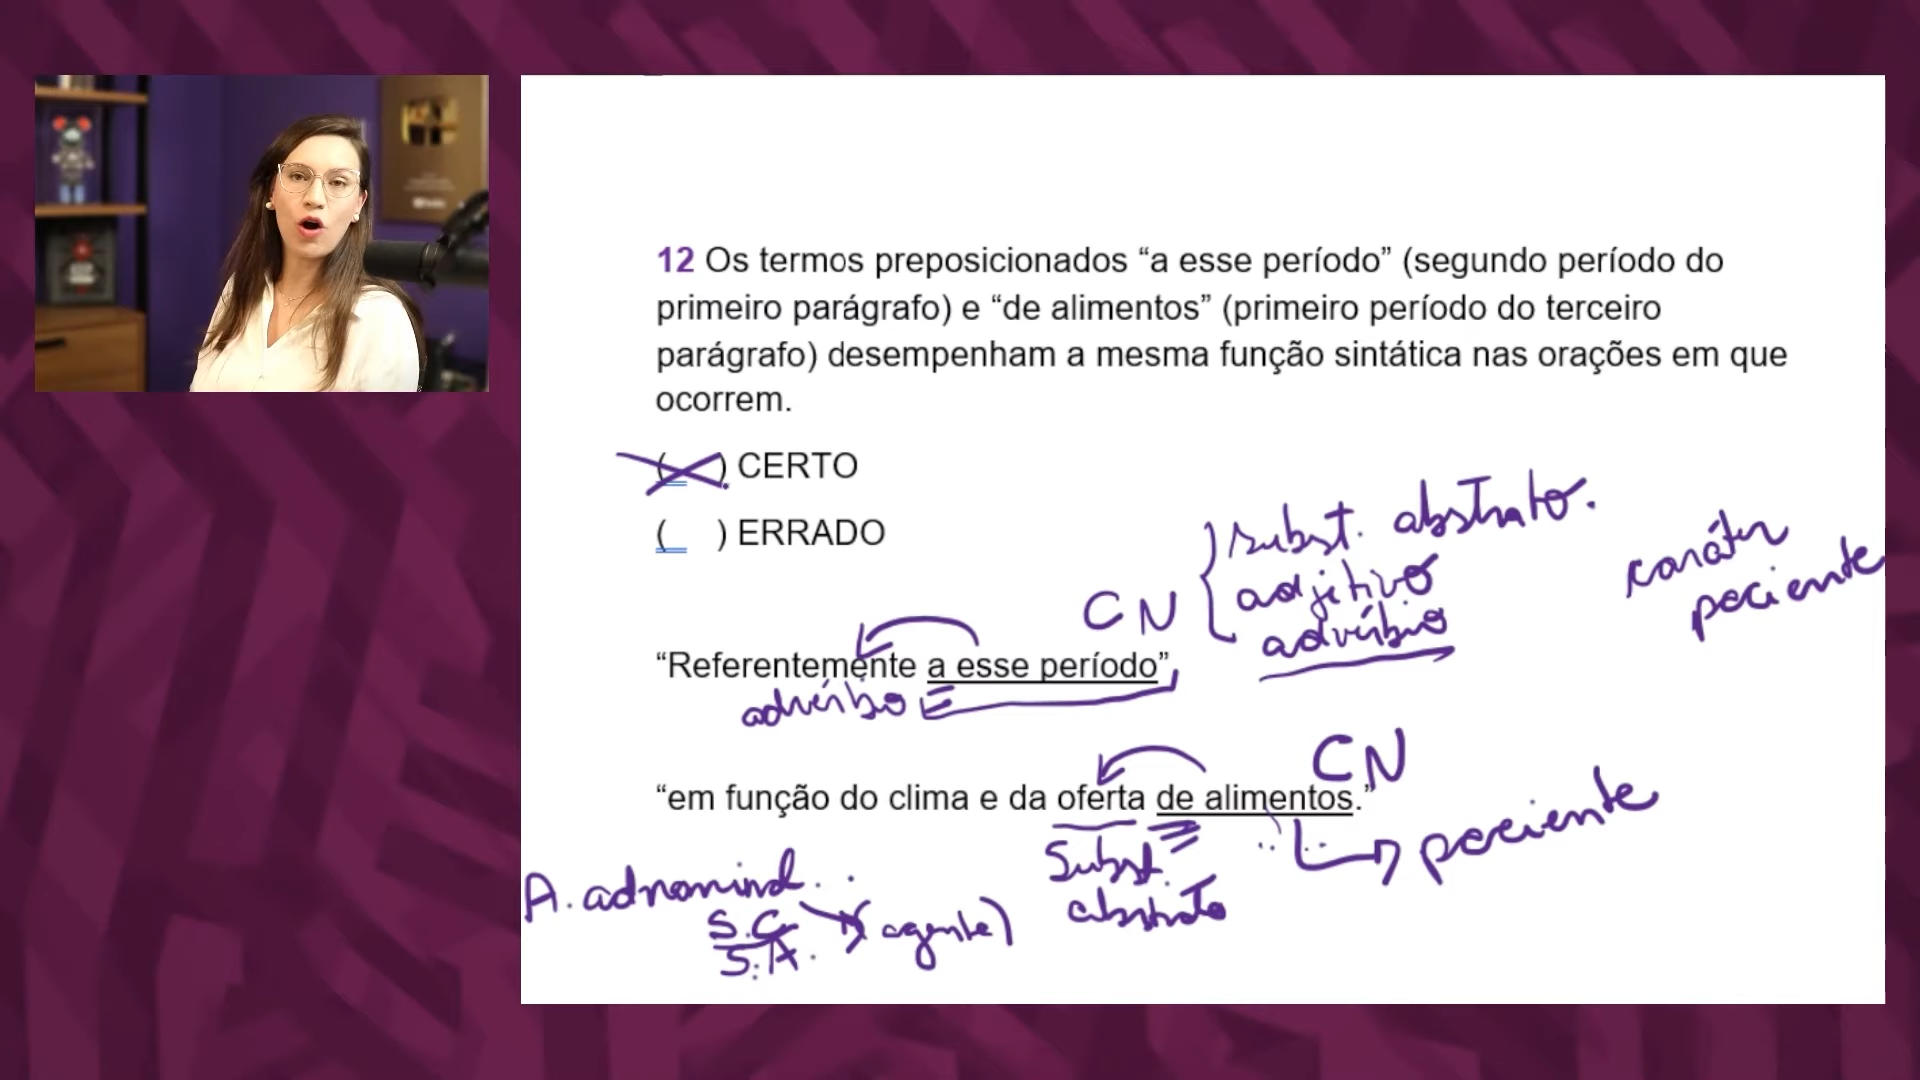 12 Os termos preposicionados “a esse período” (segundo período do
primeiro parágrafo) e “de alimentos” (primeiro período do terceiro
parágrafo) desempenham a mesma função sintática nas orações em que
ocorrem.
( ) CERTO
( ) ERRADO
CN
subst. abstrato.
adjetivo
advérbio
caráter
paciente
“Referentemente a esse período”
advérbio
CN
“em função do clima e da oferta de alimentos.”
Subst.
abstrato
paciente
A. adnominal.
S.C.
S.A.
(agente)